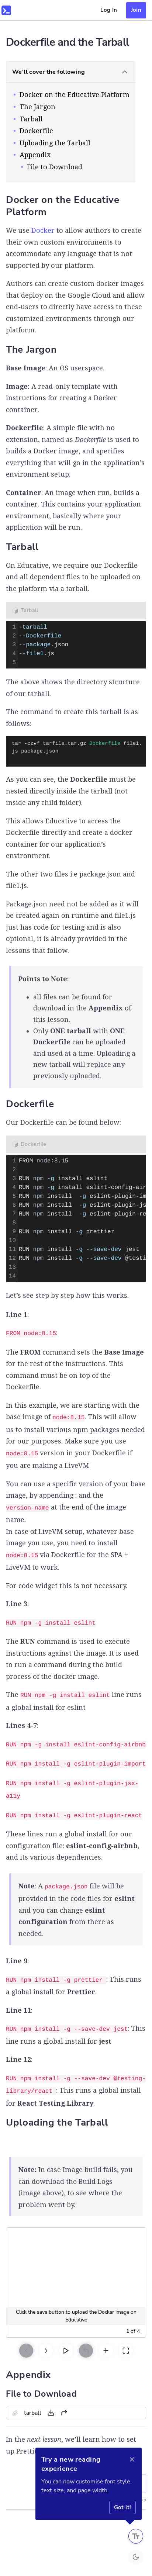 Log In
Join
Dockerfile and the Tarball
We'll cover the following
Docker on the Educative Platform
The Jargon
Tarball
Dockerfile
Uploading the Tarball
Appendix
File to Download
Docker on the Educative
Platform
We use Docker to allow authors to create
their own custom environments to
accommodate any language that is not
supported by our platform.
Authors can create custom docker images
that deploy on the Google Cloud and allow
end-users to directly have access to these
customized environments through our
platform.
The Jargon
Base Image: An OS userspace.
Image: A read-only template with
instructions for creating a Docker
container.
Dockerfile: A simple file with no
extension, named as Dockerfile is used to
builds a Docker image, and specifies
everything that will go in the application's
environment setup.
Container: An image when run, builds a
container. This contains your application
environment, basically where your
application will be run.
Tarball
On Educative, we require our Dockerfile
and all dependent files to be uploaded on
the platform via a tarball.
Tarball
1 -tarball
2 --Dockerfile
3 --package.json
4 --file1.js
5
The above shows the directory structure
of our tarball.
The command to create this tarball is as
follows:
tar -czvf tarfile.tar.gz Dockerfile file1.
js package.json
As you can see, the Dockerfile must be
nested directly inside the tarball (not
inside any child folder).
This allows Educative to access the
Dockerfile directly and create a docker
container for our application's
environment.
The other two files i.e package.json and
file1.js.
Package.json need not be added as it will
be created again on runtime and file1.js
just has code for testing and is also
optional, it is already provided in the
lessons that follow.
Points to Note:
all files can be found for
download in the Appendix of
this lesson.
Only ONE tarball with ONE
Dockerfile can be uploaded
and used at a time. Uploading a
new tarball will replace any
previously uploaded.
Dockerfile
Our Dockerfile can be found below:
Dockerfile
1 FROM node:8.15
2
3 RUN npm -g install eslint
4 RUN npm -g install eslint-config-air
5 RUN npm install -g eslint-plugin-im
6 RUN npm install -g eslint-plugin-js
7 RUN npm install -g eslint-plugin-re
8
9 RUN npm install -g prettier
10
11 RUN npm install -g --save-dev jest
12 RUN npm install -g --save-dev @testi
13
14
Let's see step by step how this works.
Line 1:
FROM node:8.15:
The FROM command sets the Base Image
for the rest of the instructions. This
command must be on top of the
Dockerfile.
In this example, we are starting with the
base image of node:8.15. This will allow
us to install various npm packages needed
for our purposes. Make sure you use
node:8.15 version in your Dockerfile if
you are making a LiveVM
You can use a specific version of your base
image, by appending : and the
version_name at the end of the image
name.
In case of LiveVM setup, whatever base
image you use, you need to install
node:8.15 via Dockerfile for the SPA +
LiveVM to work.
For code widget this is not necessary.
Line 3:
RUN npm -g install eslint
The RUN command is used to execute
instructions against the image. It is used
to run a command during the build
process of the docker image.
The RUN npm -g install eslint line runs
a global install for eslint
Lines 4-7:
RUN npm -g install eslint-config-airbnb
RUN npm install -g eslint-plugin-import
RUN npm install -g eslint-plugin-jsx-
a11y
RUN npm install -g eslint-plugin-react
These lines run a global install for our
configuration file: eslint-config-airbnb,
and its various dependencies.
Note: A package.json file will be
provided in the code files for eslint
and you can change eslint
configuration from there as
needed.
Line 9:
RUN npm install -g prettier : This runs
a global install for Prettier.
Line 11:
RUN npm install -g --save-dev jest: This
line runs a global install for jest
Line 12:
RUN npm install -g --save-dev @testing-
library/react : This runs a global install
for React Testing Library.
Uploading the Tarball
Note: In case Image build fails, you
can download the Build Logs
(image above), to see where the
problem went by.
Click the save button to upload the Docker image on
Educative
1 of 4
Appendix
File to Download
tarball
In the next lesson, we'll learn how to set
up Prettie
Try a new reading
experience
You can now customise font style,
text size, and read in dark mode.
Got it!